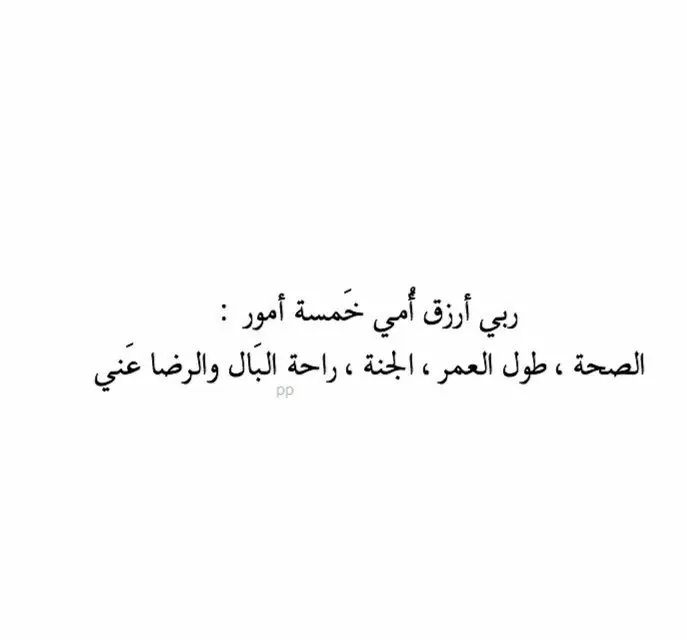 ربي أرزق أُمي خَمسة أمور :
الصحة ، طول العمر ، الجنة ، راحة البَال والرضا عَني
pp